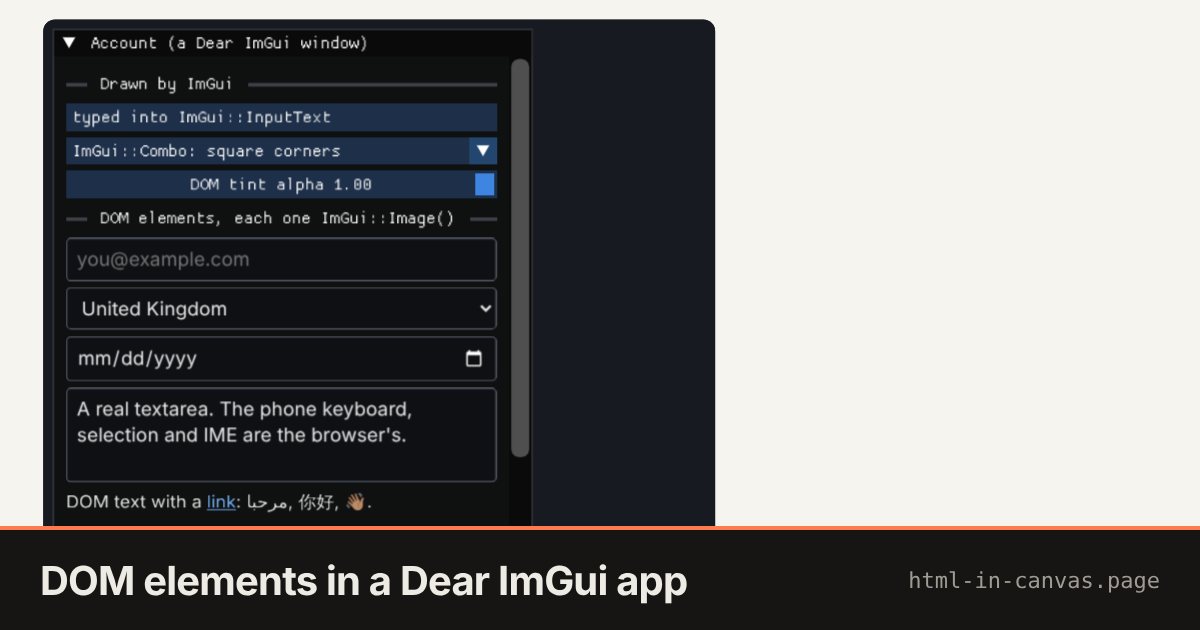 Account (a Dear ImGui window)
Drawn by ImGui
typed into ImGui::InputText
ImGui::Combo: square corners
DOM tint alpha 1.00
DOM elements, each one ImGui::Image()
you@example.com
United Kingdom
mm/dd/yyyy
A real textarea. The phone keyboard,
selection and IME are the browser's.
DOM text with a link: مرحبا, 你好, 👋🏽.
DOM elements in a Dear ImGui app
html-in-canvas.page